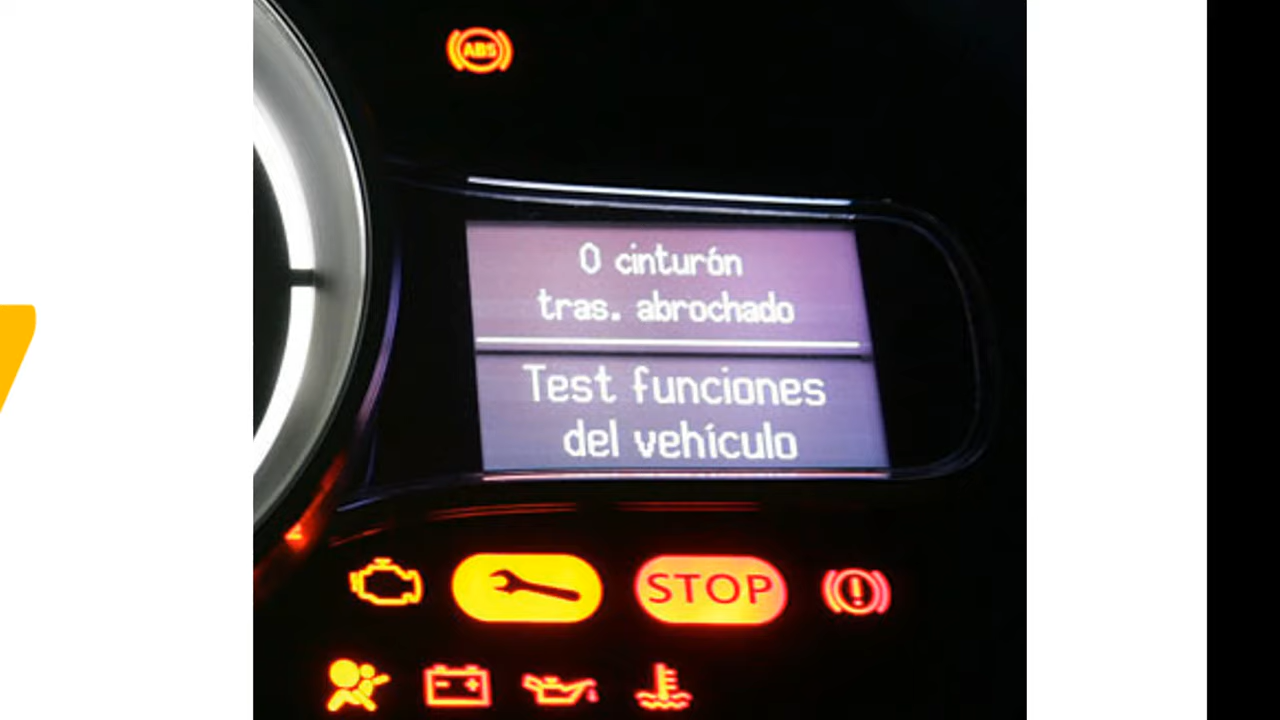 ABS
0 cinturón
tras. abrochado
Test funciones
del vehículo
STOP